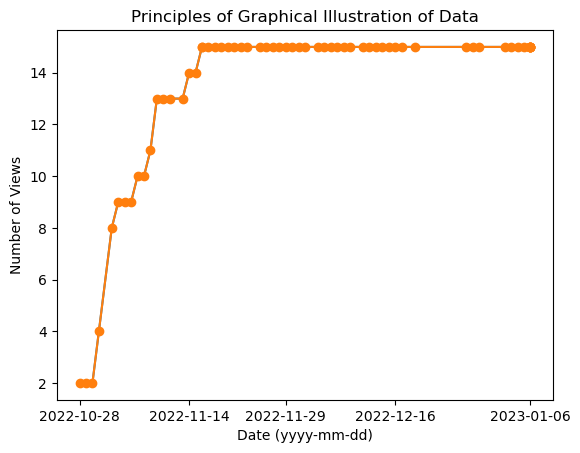 Principles of Graphical Illustration of Data
Number of Views
14
12
10
8
6
4
2
2022-10-28 2022-11-14 2022-11-29 2022-12-16 2023-01-06
Date (yyyy-mm-dd)